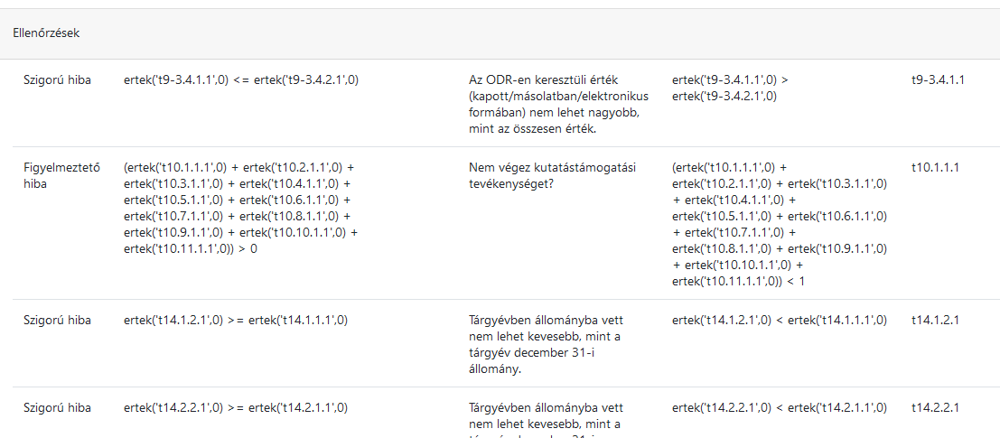 Ellenőrzések
Szigorú hiba
ertek('t9-3.4.1.1',0) <= ertek('t9-3.4.2.1',0)
Az ODR-en keresztüli érték
(kapott/másolatban/elektronikus
formában) nem lehet nagyobb,
mint az összesen érték.
ertek('t9-3.4.1.1',0) >
ertek('t9-3.4.2.1',0)
t9-3.4.1.1
Figyelmeztető
hiba
(ertek('t10.1.1.1',0) + ertek('t10.2.1.1',0) +
ertek('t10.3.1.1',0) + ertek('t10.4.1.1',0) +
ertek('t10.5.1.1',0) + ertek('t10.6.1.1',0) +
ertek('t10.7.1.1',0) + ertek('t10.8.1.1',0) +
ertek('t10.9.1.1',0) + ertek('t10.10.1.1',0) +
ertek('t10.11.1.1',0)) > 0
Nem végez kutatástámogatási
tevékenységet?
(ertek('t10.1.1.1',0) +
ertek('t10.2.1.1',0) + ertek('t10.3.1.1',0)
+ ertek('t10.4.1.1',0) +
ertek('t10.5.1.1',0) + ertek('t10.6.1.1',0)
+ ertek('t10.7.1.1',0) +
ertek('t10.8.1.1',0) + ertek('t10.9.1.1',0)
+ ertek('t10.10.1.1',0) +
ertek('t10.11.1.1',0)) < 1
t10.1.1.1
Szigorú hiba
ertek('t14.1.2.1',0) >= ertek('t14.1.1.1',0)
Tárgyévben állományba vett
nem lehet kevesebb, mint a
tárgyév december 31-i
állomány.
ertek('t14.1.2.1',0) < ertek('t14.1.1.1',0)
t14.1.2.1
Szigorú hiba
ertek('t14.2.2.1',0) >= ertek('t14.2.1.1',0)
Tárgyévben állományba vett
nem lehet kevesebb, mint a
ertek('t14.2.2.1',0) < ertek('t14.2.1.1',0)
t14.2.2.1